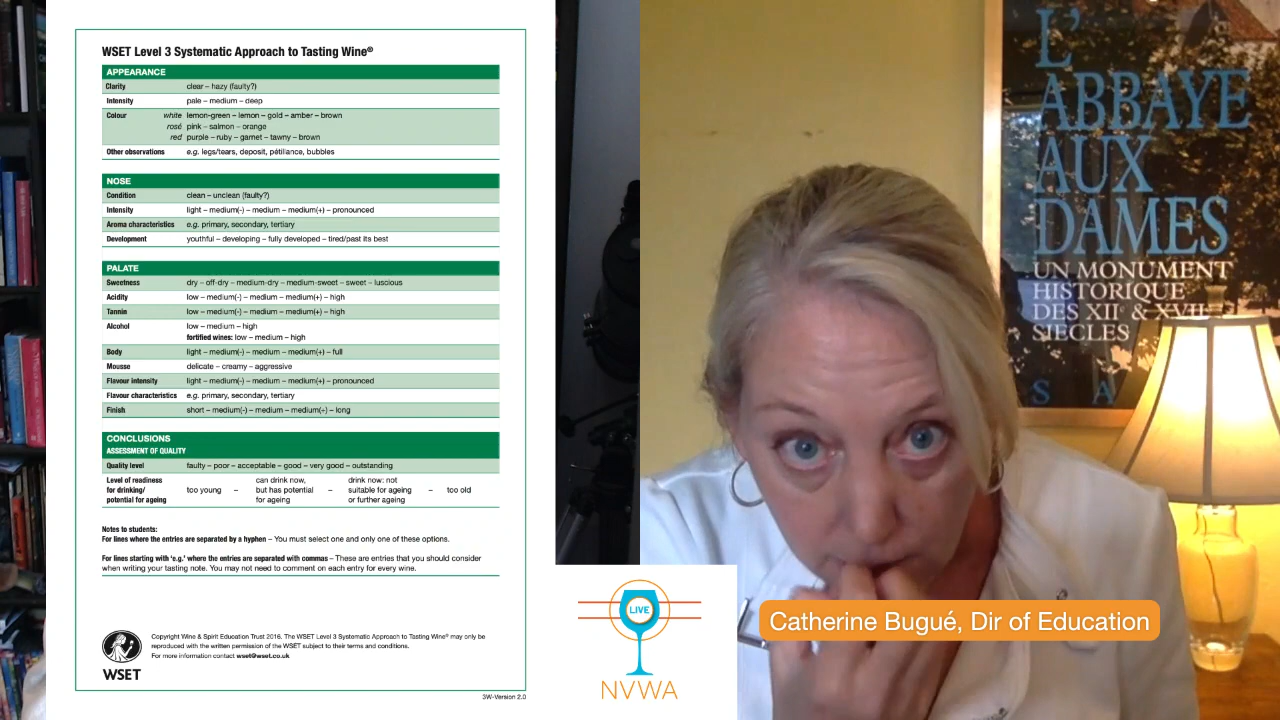 WSET Level 3 Systematic Approach to Tasting Wine®
APPEARANCE
Clarity clear – hazy (faulty?)
Intensity pale – medium – deep
Colour white lemon-green – lemon – gold – amber – brown
rosé pink – salmon – orange
red purple – ruby – garnet – tawny – brown
Other observations e.g. legs/tears, deposit, pétillance, bubbles
NOSE
Condition clean – unclean (faulty?)
Intensity light – medium(-) – medium – medium(+) – pronounced
Aroma characteristics e.g. primary, secondary, tertiary
Development youthful – developing – fully developed – tired/past its best
PALATE
Sweetness dry – off-dry – medium-dry – medium-sweet – sweet – luscious
Acidity low – medium(-) – medium – medium(+) – high
Tannin low – medium(-) – medium – medium(+) – high
Alcohol low – medium – high
fortified wines: low – medium – high
Body light – medium(-) – medium – medium(+) – full
Mousse delicate – creamy – aggressive
Flavour intensity light – medium(-) – medium – medium(+) – pronounced
Flavour characteristics e.g. primary, secondary, tertiary
Finish short – medium(-) – medium – medium(+) – long
CONCLUSIONS
ASSESSMENT OF QUALITY
Quality level faulty – poor – acceptable – good – very good – outstanding
Level of readiness can drink now, drink now: not
for drinking/ too young – but has potential – suitable for ageing – too old
potential for ageing for ageing or further ageing
Notes to students:
For lines where the entries are separated by a hyphen – You must select one and only one of these options.
For lines starting with 'e.g.' where the entries are separated with commas – These are entries that you should consider
when writing your tasting note. You may not need to comment on each entry for every wine.
Copyright Wine & Spirit Education Trust 2016. The WSET Level 3 Systematic Approach to Tasting Wine® may only be
reproduced with the written permission of the WSET subject to their terms and conditions.
For more information contact wset@wset.co.uk
WSET
3W-Version 2.0
LIVE
NVWA
L'
ABBAYE
AUX
DAMES
UN MONUMENT
HISTORIQUE
DES XIIe & XVIIe
SIECLES
S A
Catherine Bugué, Dir of Education